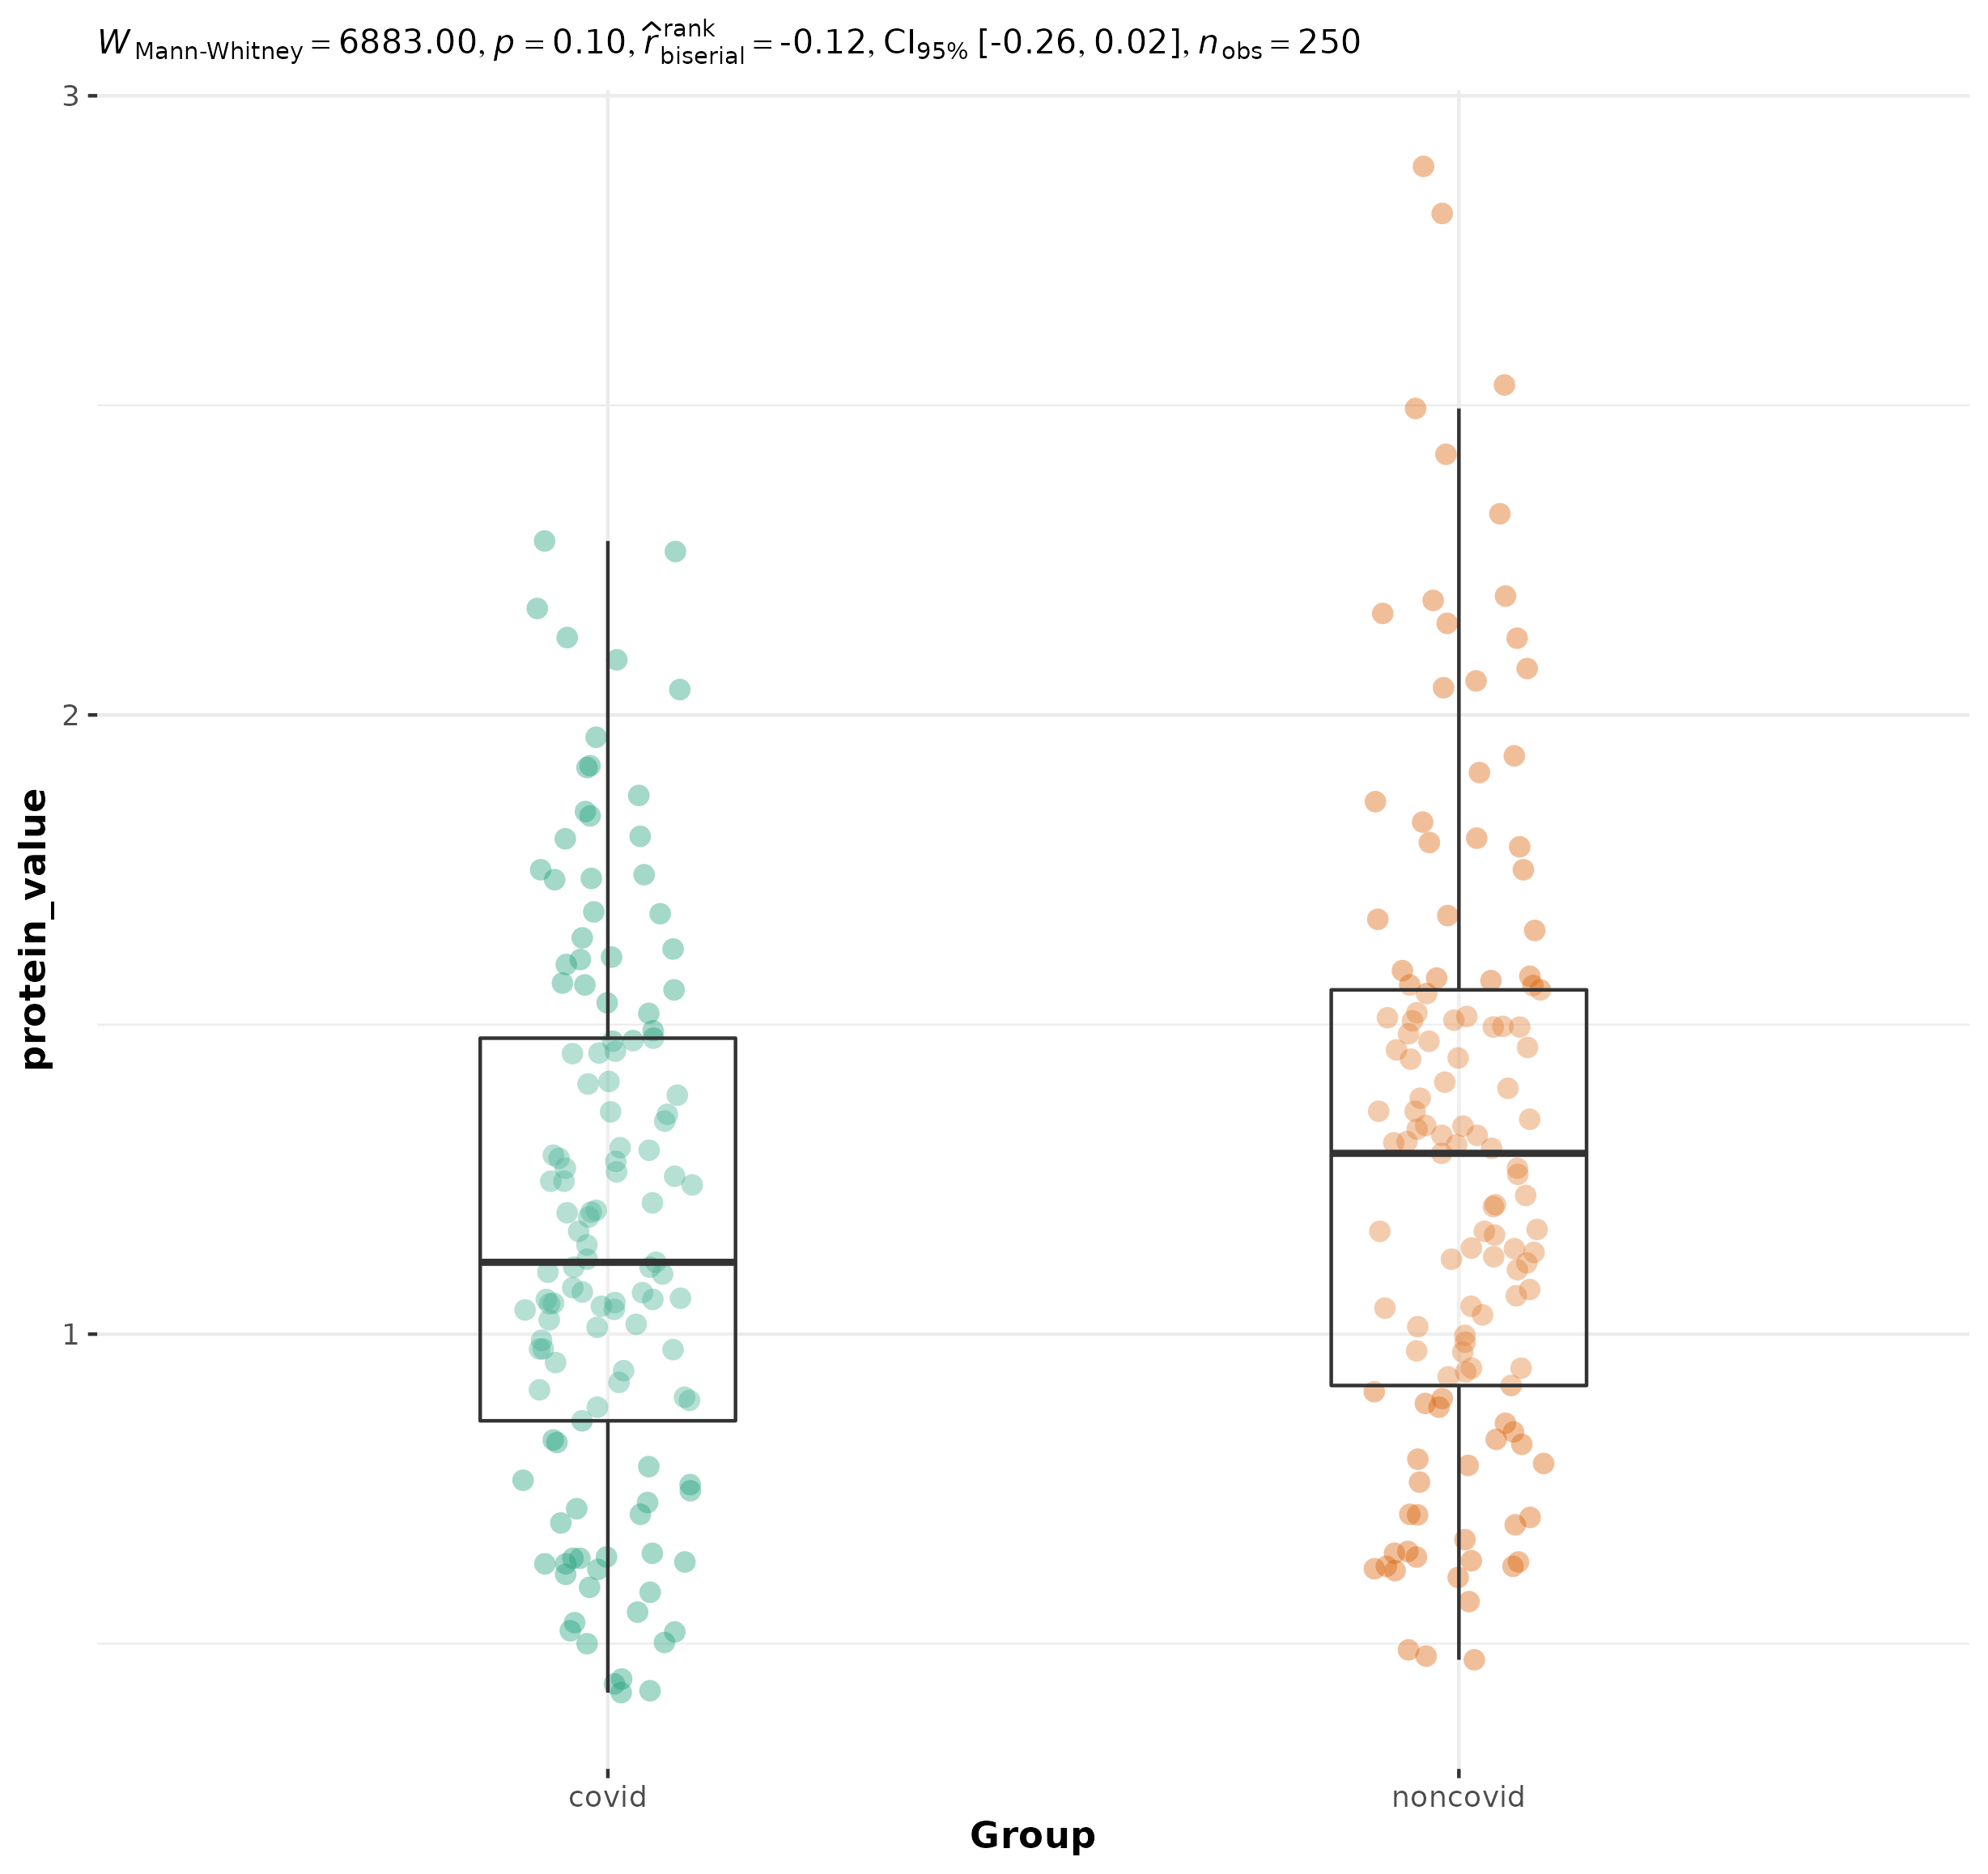 W Mann-Whitney = 6883.00, p = 0.10, r̂ rank biserial = -0.12, CI95% [-0.26, 0.02], nobs = 250
3
2
1
protein_value
covid noncovid
Group